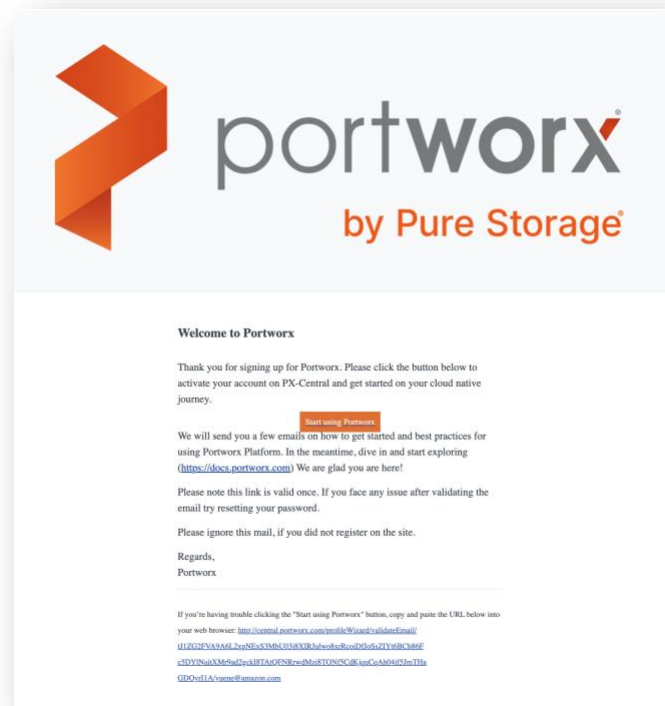 portworx®
by Pure Storage®
Welcome to Portworx
Thank you for signing up for Portworx. Please click the button below to
activate your account on PX-Central and get started on your cloud native
journey.
Start using Portworx
We will send you a few emails on how to get started and best practices for
using Portworx Platform. In the meantime, dive in and start exploring
(https://docs.portworx.com) We are glad you are here!
Please note this link is valid once. If you face any issue after validating the
email try resetting your password.
Please ignore this mail, if you did not register on the site.
Regards,
Portworx
If you're having trouble clicking the "Start using Portworx" button, copy and paste the URL below into
your web browser: http://central.portworx.com/profileWizard/validateEmail/